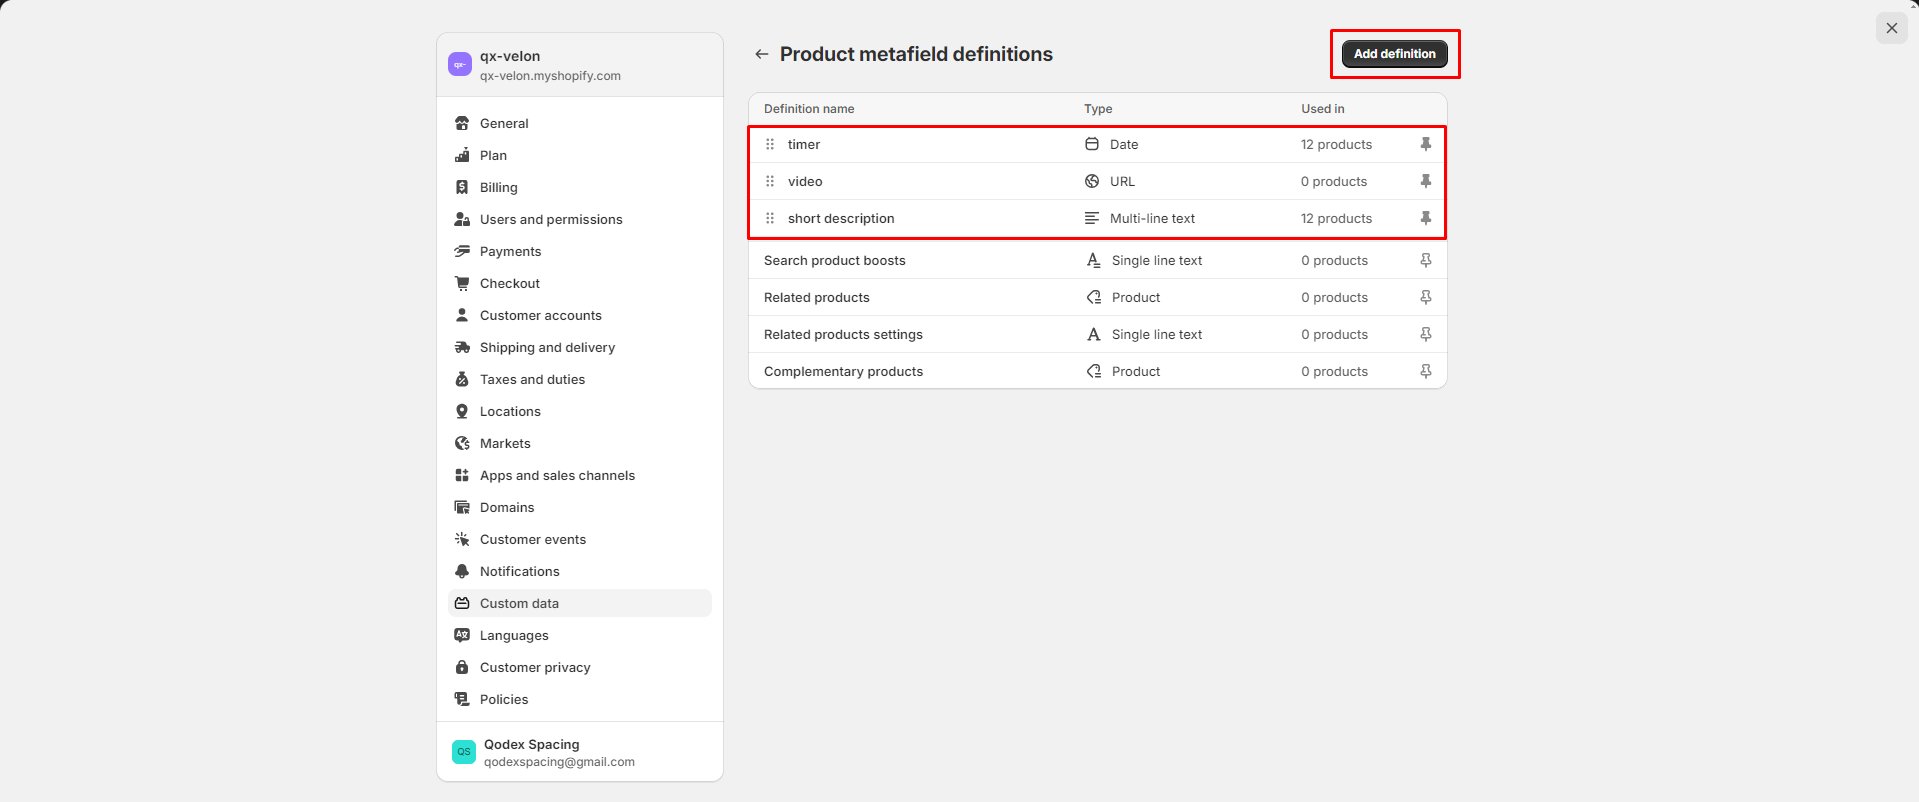 qx-
qx-velon
qx-velon.myshopify.com
General
Plan
Billing
Users and permissions
Payments
Checkout
Customer accounts
Shipping and delivery
Taxes and duties
Locations
Markets
Apps and sales channels
Domains
Customer events
Notifications
Custom data
Languages
Customer privacy
Policies
QS
Qodex Spacing
qodexspacing@gmail.com
Product metafield definitions
Add definition
Definition name Type Used in
timer Date 12 products
video URL 0 products
short description Multi-line text 12 products
Search product boosts Single line text 0 products
Related products Product 0 products
Related products settings Single line text 0 products
Complementary products Product 0 products